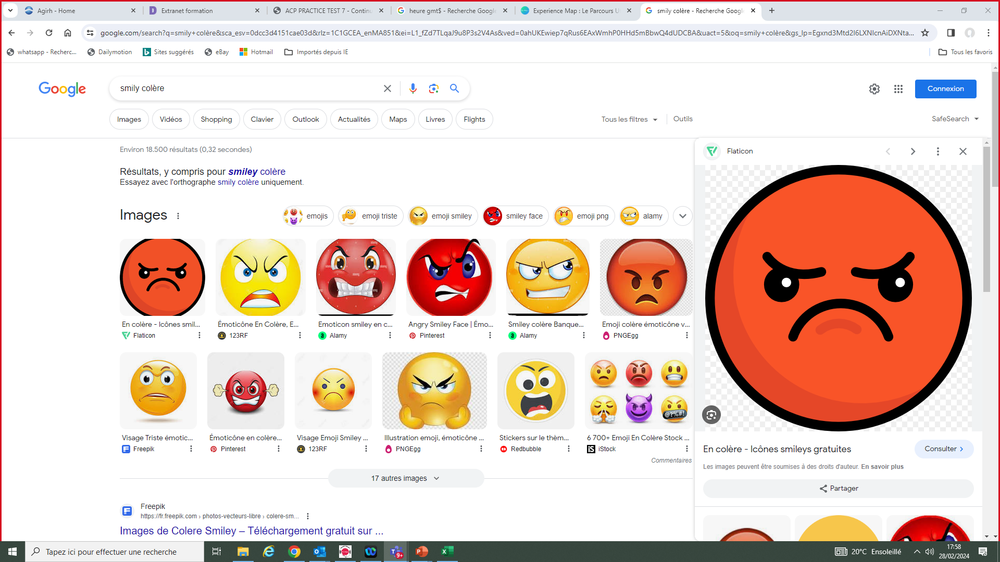 Agirh - Home
Extranet formation
ACP PRACTICE TEST 7 - Continu
heure gmt$ - Recherche Google
Experience Map : Le Parcours U
smily colère - Recherche Google
google.com/search?q=smily+colère&sca_esv=0dcc3d4151cae03d&rlz=1C1GCEA_enMA851&ei=L1_fZd7TLqaJ9u8P3s2V4As&ved=0ahUKEwiep7qRus6EAxWmhP0HHd5mBbwQ4dUDCBA&uact=5&oq=smily+colère&gs_lp=Egxnd3Mtd2l6LXNlcnAiDXNta...
whatsapp - Recherc...
Dailymotion
Sites suggérés
eBay
Hotmail
Importés depuis IE
Tous les favoris
Google
smily colère
Connexion
Images
Vidéos
Shopping
Clavier
Outlook
Actualités
Maps
Livres
Flights
Tous les filtres
Outils
SafeSearch
Environ 18.500 résultats (0,32 secondes)
Résultats, y compris pour smiley colère
Essayez avec l'orthographe smily colère uniquement.
Images
emojis
emoji triste
emoji smiley
smiley face
emoji png
alamy
En colère - Icônes smil...
Flaticon
Émoticône En Colère, E...
123RF
Emoticon smiley en c...
Alamy
Angry Smiley Face | Émo...
Pinterest
Smiley colère Banque...
Alamy
Emoji colère émoticône v...
PNGEgg
@?%#!
Visage Triste émotic...
Freepik
Émoticône en colère...
Pinterest
Visage Emoji Smiley ...
123RF
Illustration emoji, émoticône ...
PNGEgg
Stickers sur le thèm...
Redbubble
6 700+ Emoji En Colère Stock ...
iStock
Commentaires
17 autres images
Freepik
https://fr.freepik.com › photos-vecteurs-libre › colere-sm...
Images de Colere Smiley – Téléchargement gratuit sur ...
Flaticon
En colère - Icônes smileys gratuites
Consulter
Les images peuvent être soumises à des droits d'auteur. En savoir plus
Partager
Tapez ici pour effectuer une recherche
9+
20°C Ensoleillé
17:58
28/02/2024